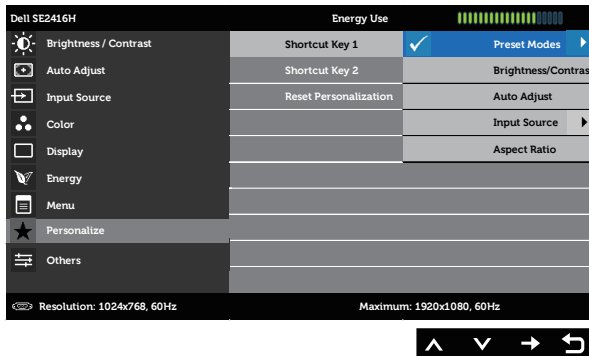 Dell SE2416H Energy Use
Brightness / Contrast Shortcut Key 1 Preset Modes
Auto Adjust Shortcut Key 2 Brightness/Contras
Input Source Reset Personalization Auto Adjust
Color Input Source
Display Aspect Ratio
Energy
Menu
Personalize
Others
Resolution: 1024x768, 60Hz Maximum: 1920x1080, 60Hz